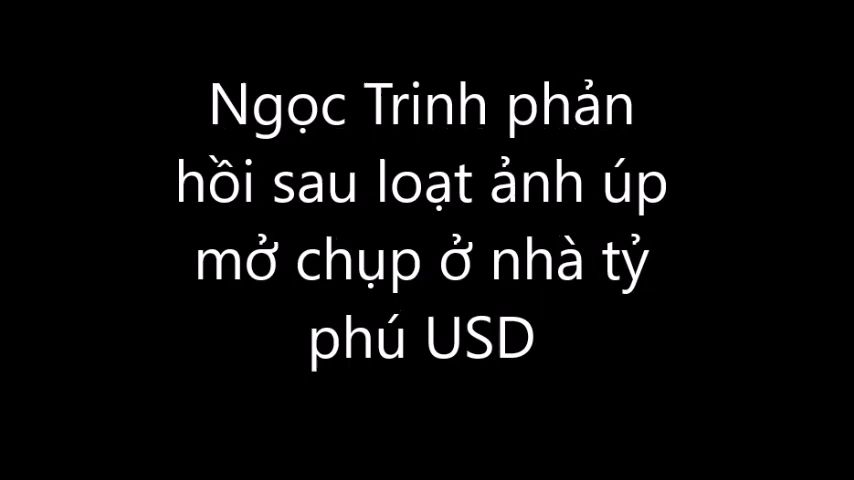 Ngọc Trinh phản
hồi sau loạt ảnh úp
mở chụp ở nhà tỷ
phú USD